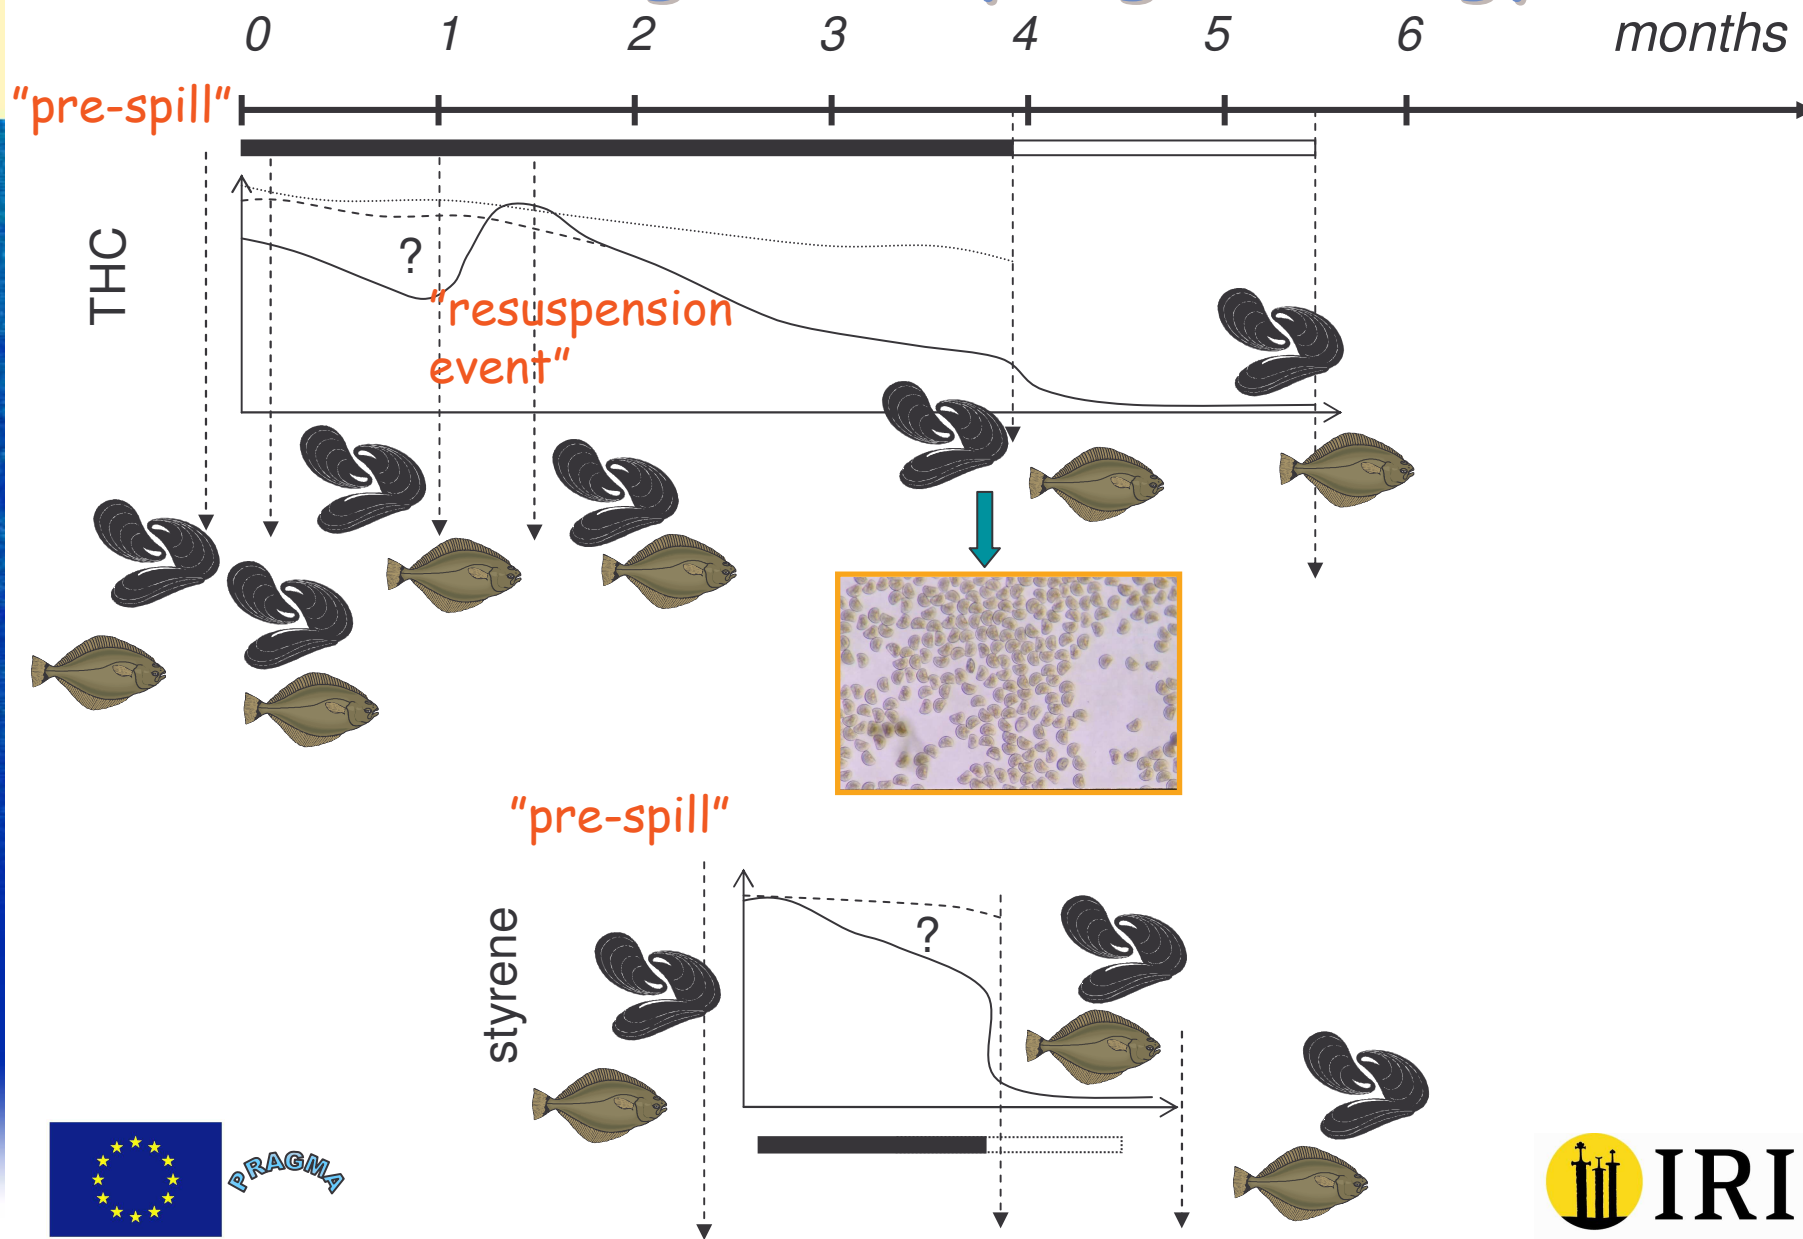 0 1 2 3 4 5 6 months
"pre-spill"
THC
?
"resuspension
event"
"pre-spill"
styrene
?
PRAGMA
IRI